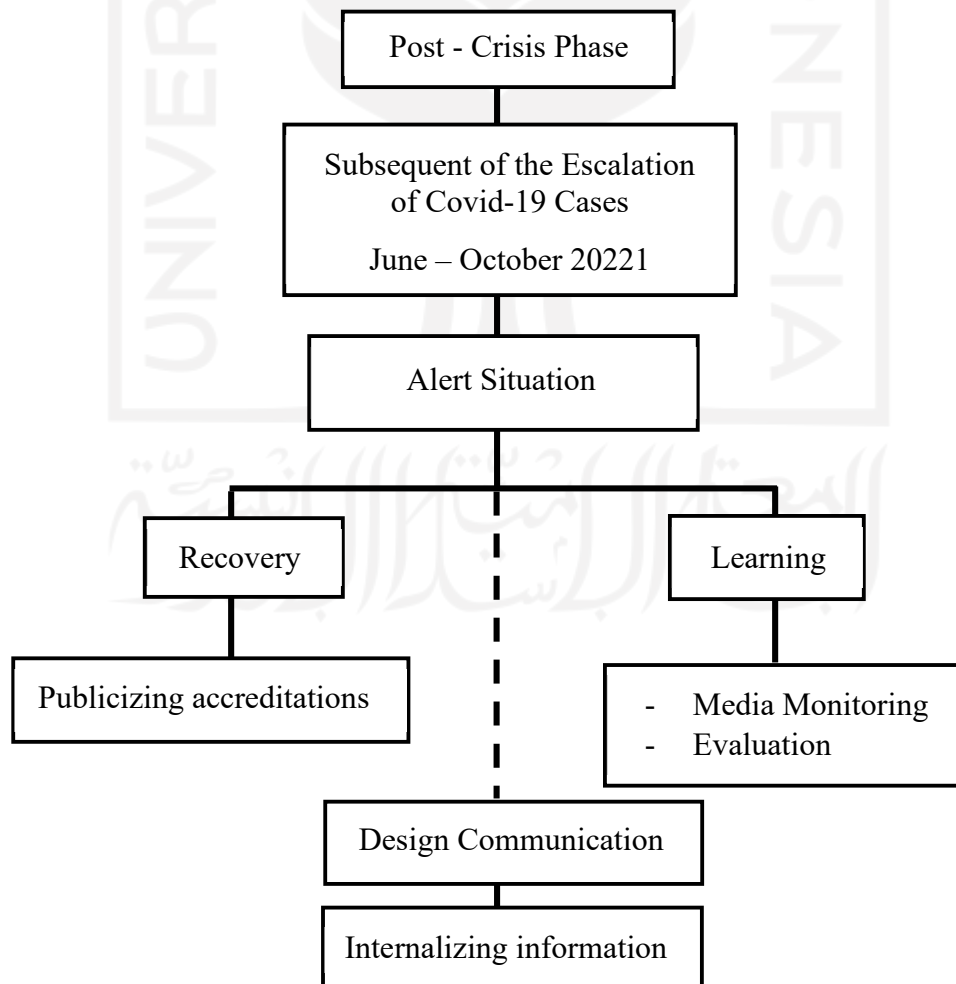 Post - Crisis Phase
Subsequent of the Escalation
of Covid-19 Cases
June – October 20221
Alert Situation
Recovery
Learning
Publicizing accreditations
- Media Monitoring
- Evaluation
Design Communication
Internalizing information